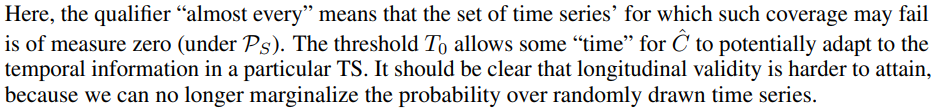 Here, the qualifier “almost every” means that the set of time series’ for which such coverage may fail
is of measure zero (under 𝒫_S). The threshold T_0 allows some “time” for Ĉ to potentially adapt to the
temporal information in a particular TS. It should be clear that longitudinal validity is harder to attain,
because we can no longer marginalize the probability over randomly drawn time series.